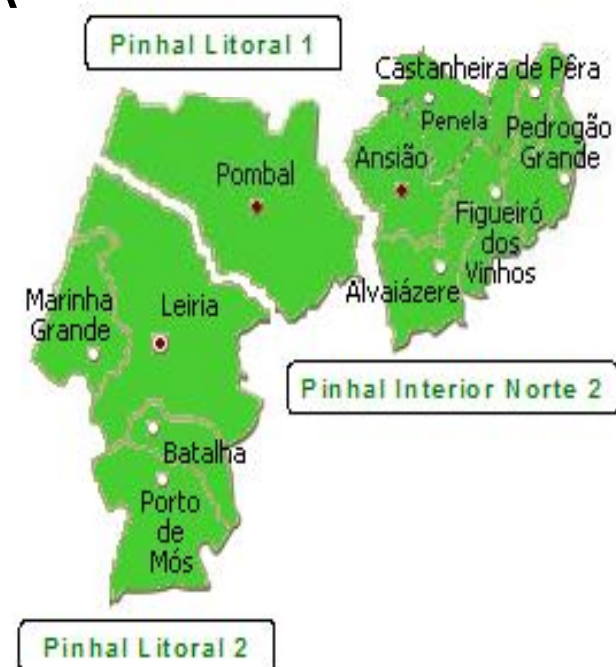 Pinhal Litoral 1
Castanheira de Pêra
Penela
Pedrogão
Grande
Ansião
Pombal
Figueiró
dos
Vinhos
Alvaiázere
Marinha
Grande
Leiria
Pinhal Interior Norte 2
Batalha
Porto
de
Mós
Pinhal Litoral 2